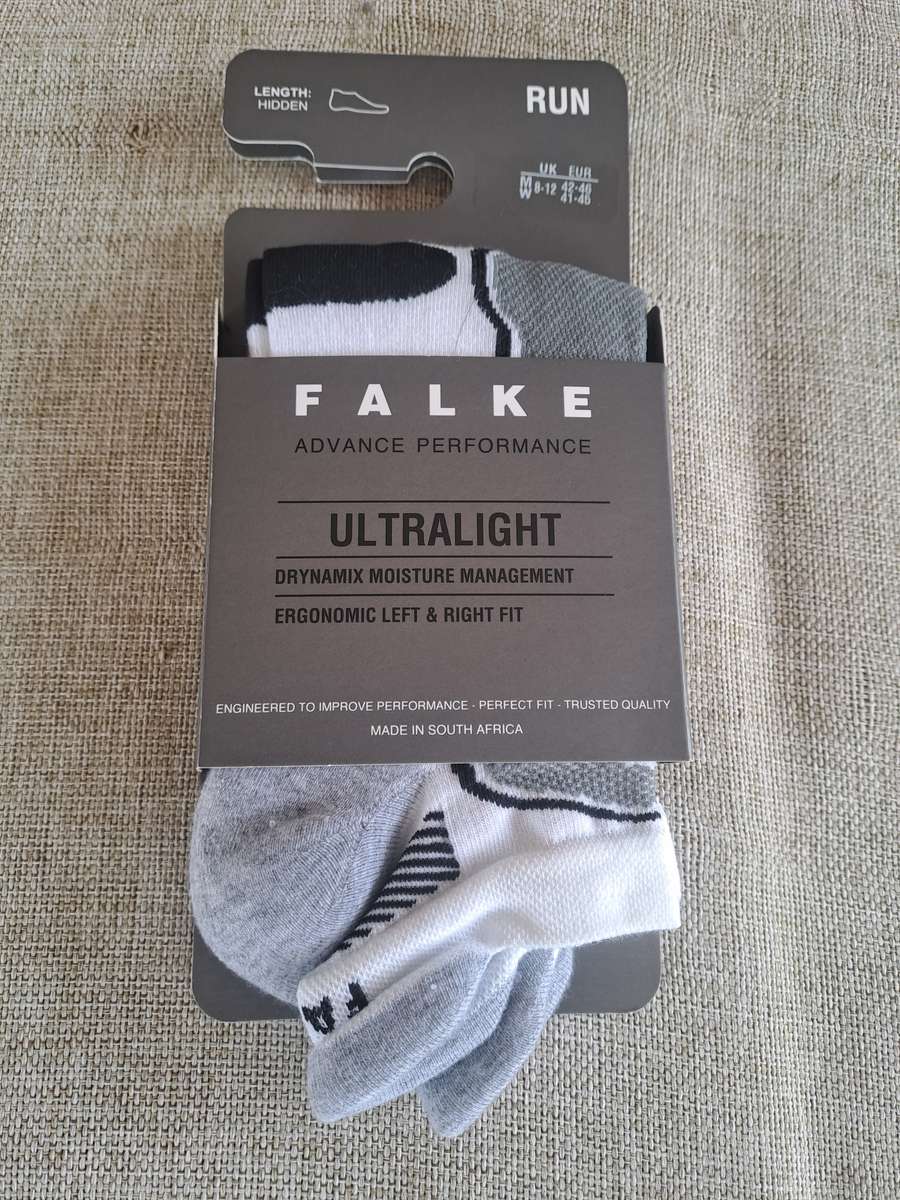 LENGTH:
HIDDEN
RUN
UK EUR
M 8-12 42-46
W 41-45
FALKE
ADVANCE PERFORMANCE
ULTRALIGHT
DRYNAMIX MOISTURE MANAGEMENT
ERGONOMIC LEFT & RIGHT FIT
ENGINEERED TO IMPROVE PERFORMANCE - PERFECT FIT - TRUSTED QUALITY
MADE IN SOUTH AFRICA
FA